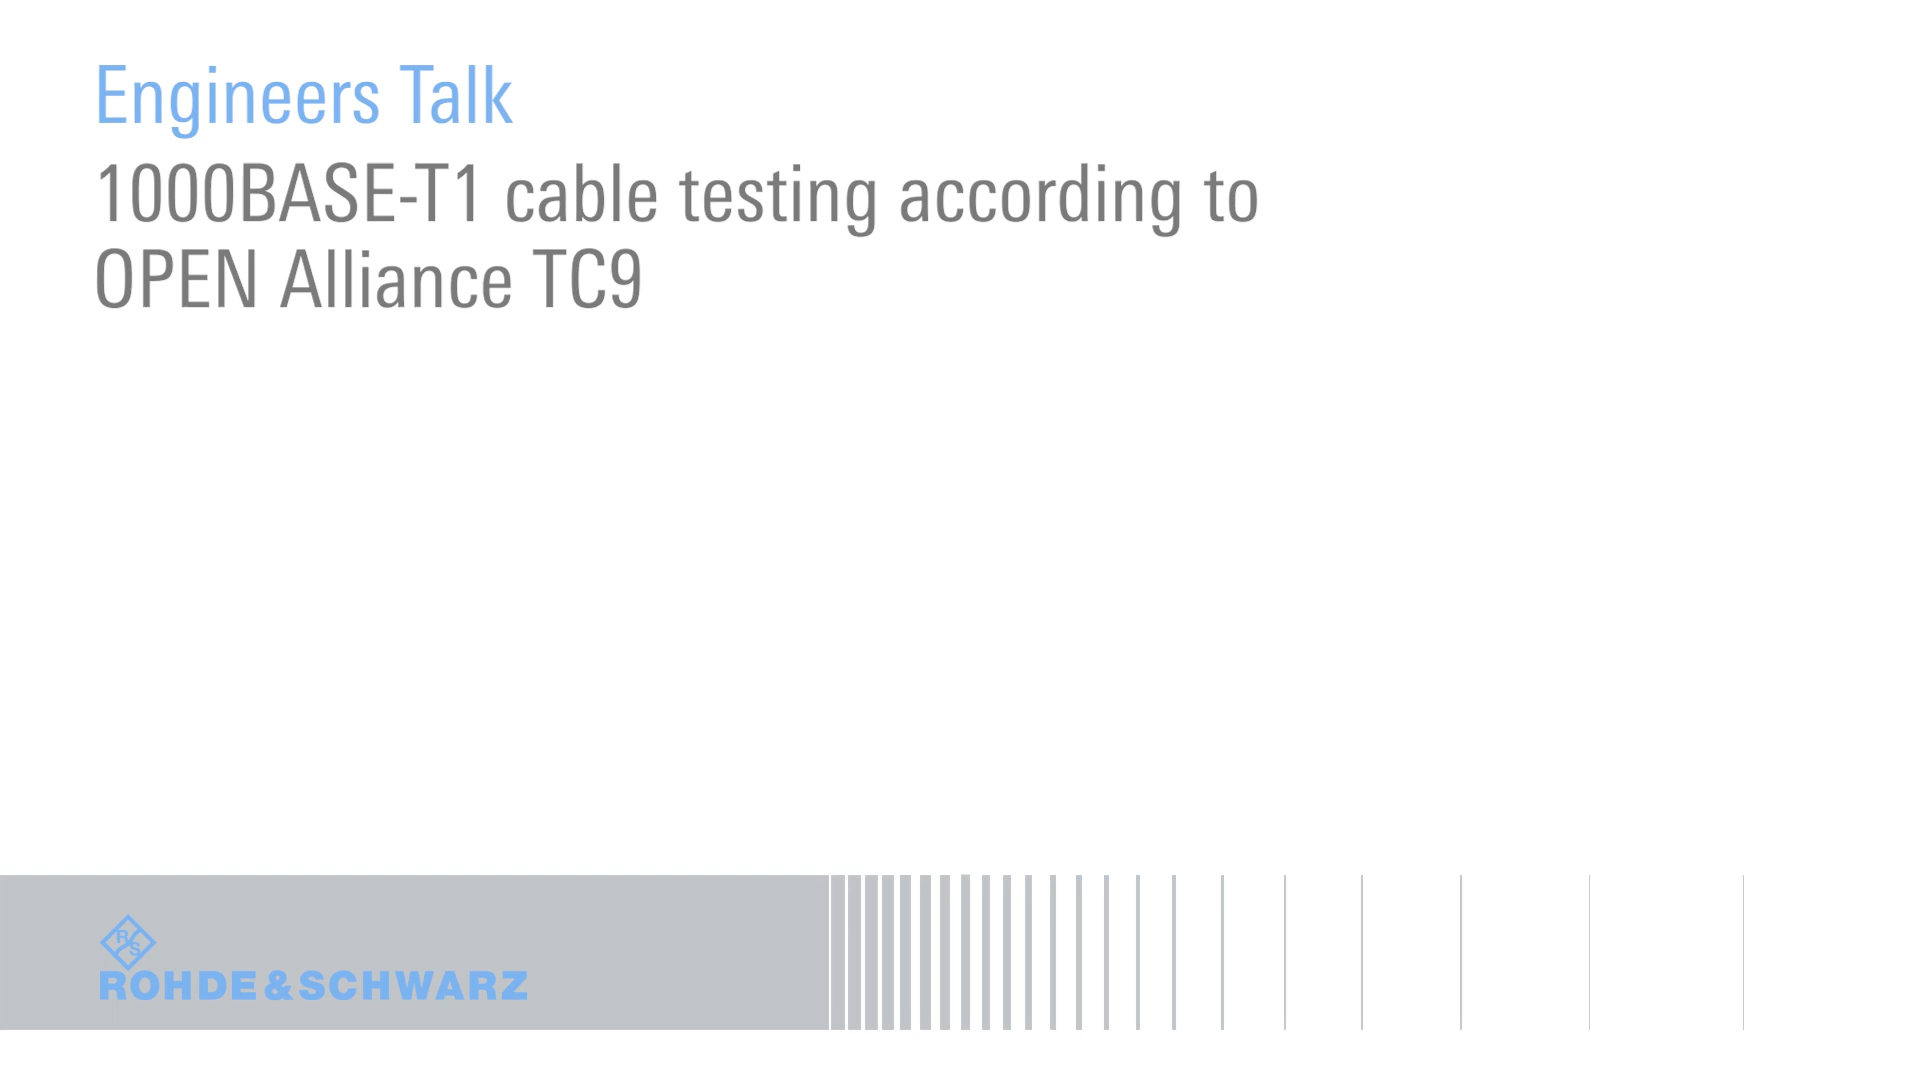 Engineers Talk
1000BASE-T1 cable testing according to
OPEN Alliance TC9
R S
ROHDE&SCHWARZ